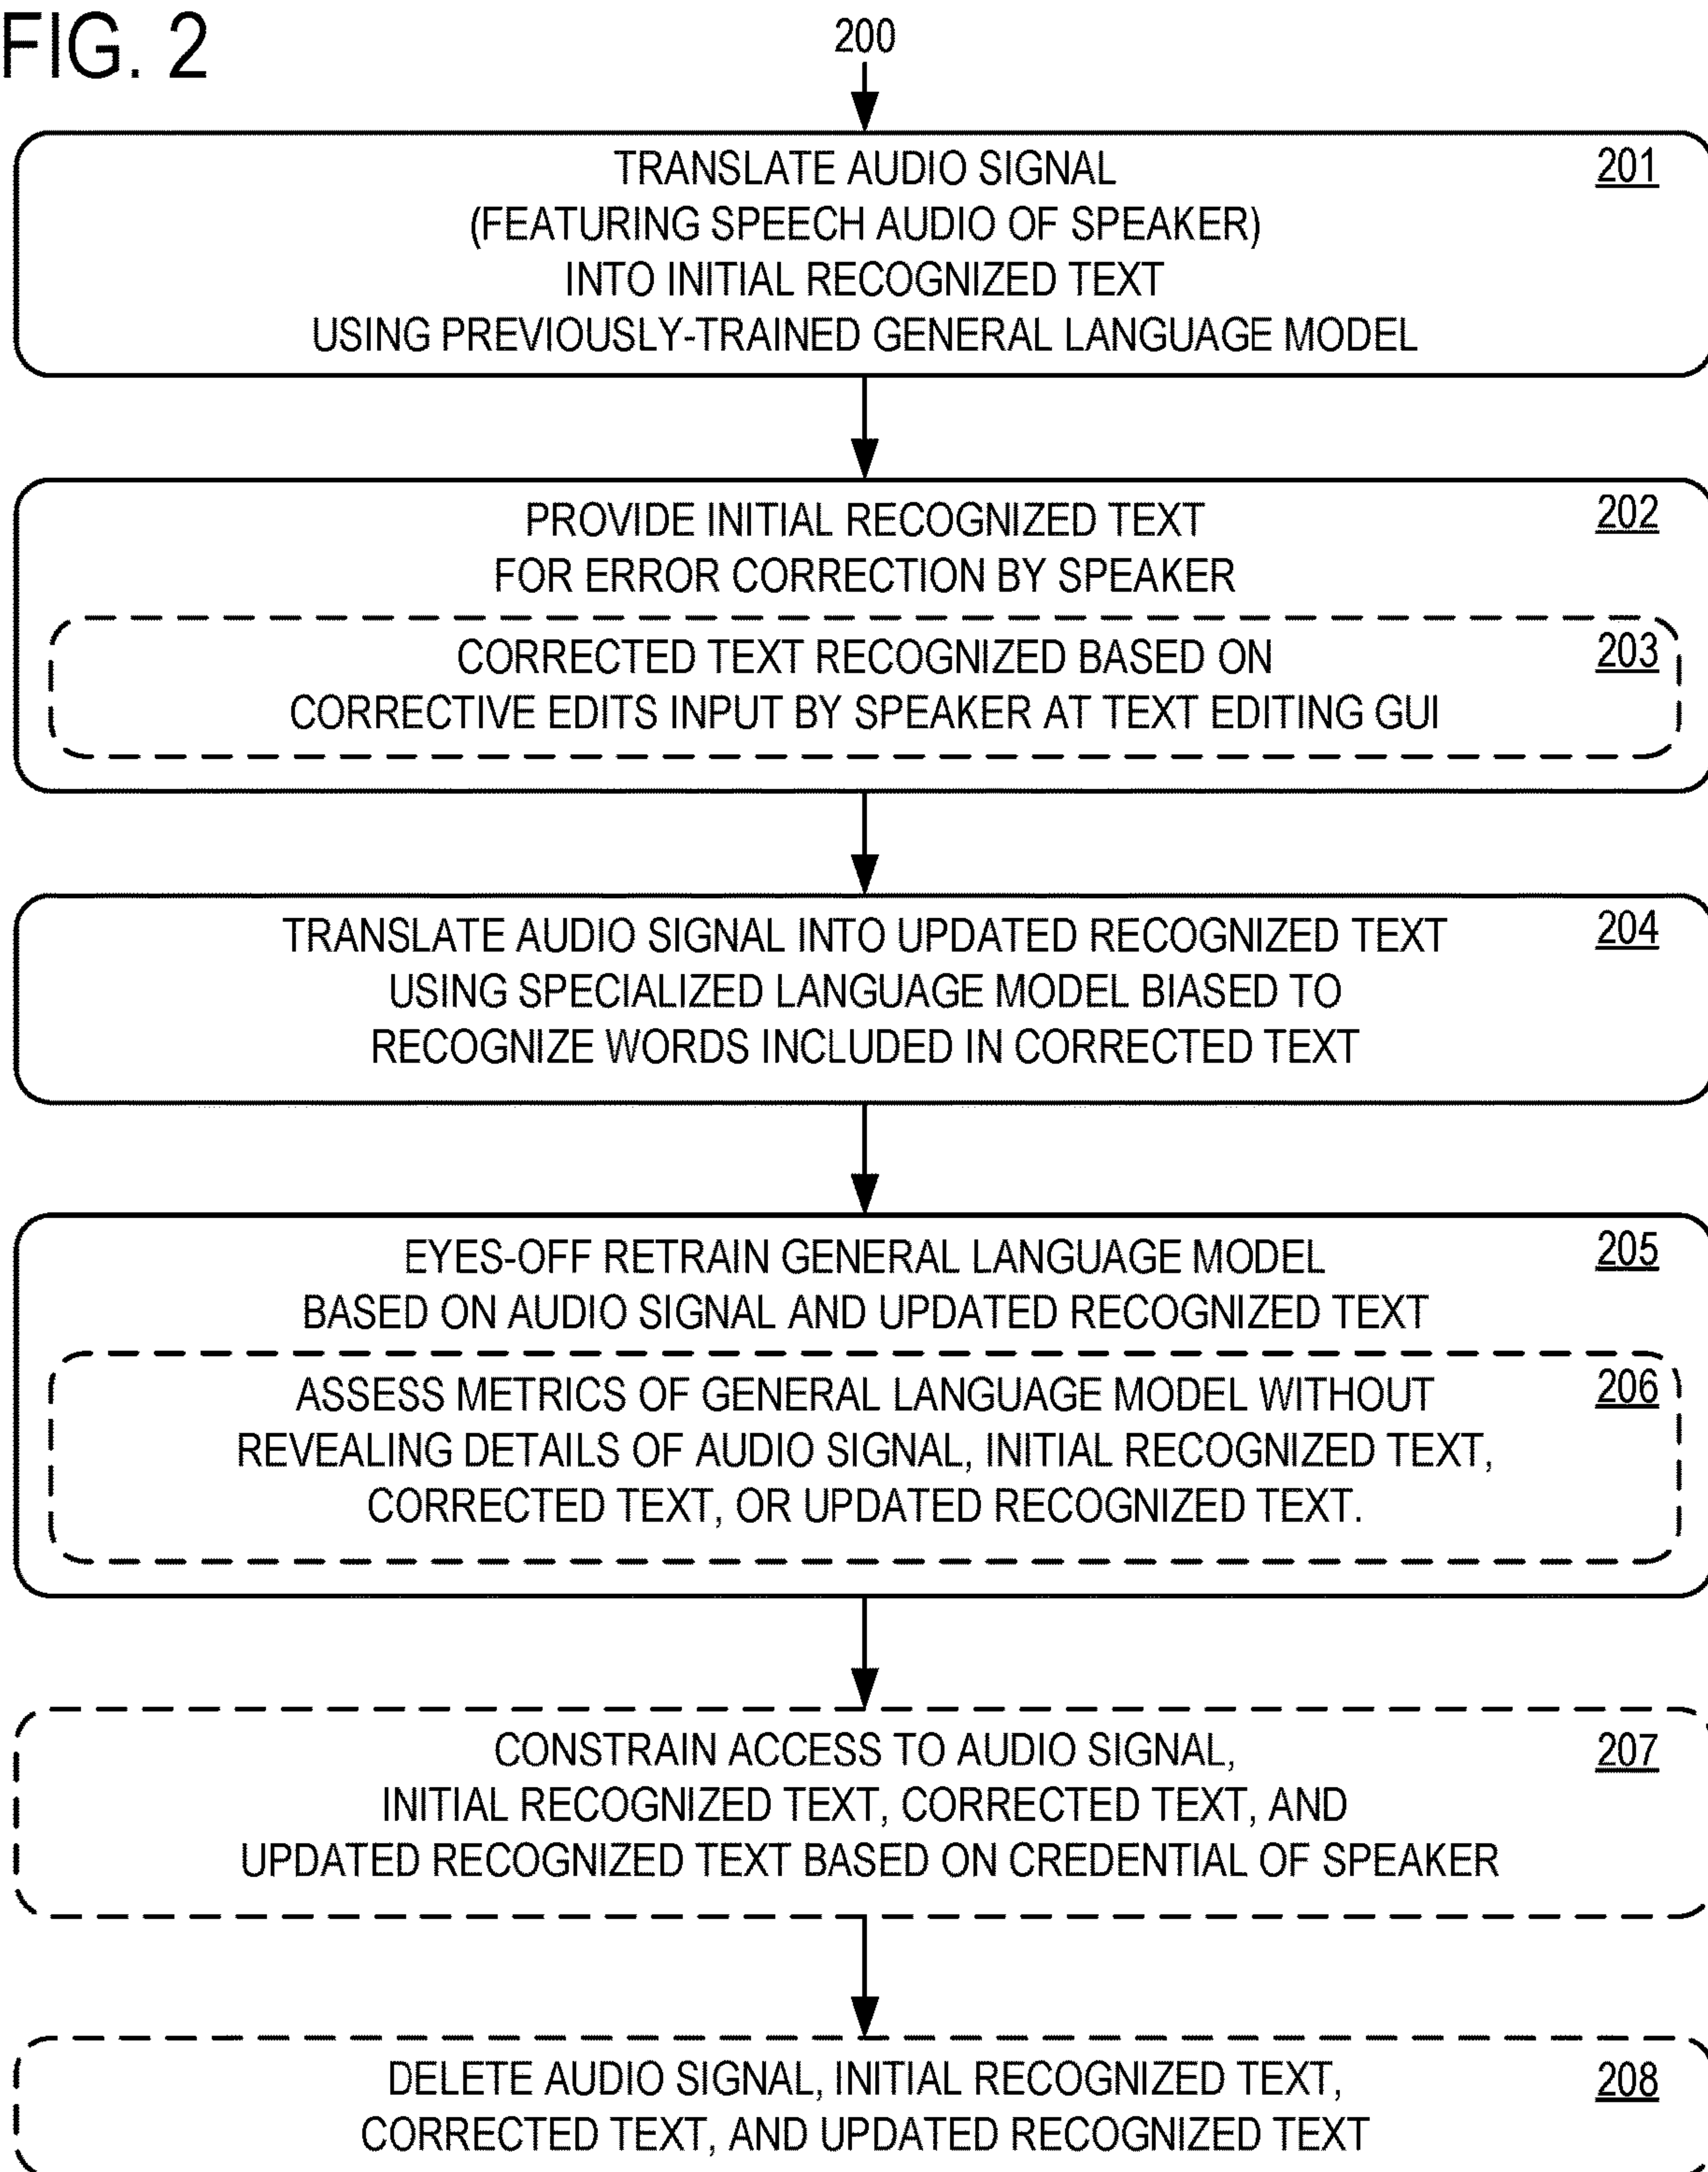 FIG. 2
200
TRANSLATE AUDIO SIGNAL
201
(FEATURING SPEECH AUDIO OF SPEAKER)
INTO INITIAL RECOGNIZED TEXT
USING PREVIOUSLY-TRAINED GENERAL LANGUAGE MODEL
PROVIDE INITIAL RECOGNIZED TEXT
202
FOR ERROR CORRECTION BY SPEAKER
CORRECTED TEXT RECOGNIZED BASED ON
203
CORRECTIVE EDITS INPUT BY SPEAKER AT TEXT EDITING GUI
TRANSLATE AUDIO SIGNAL INTO UPDATED RECOGNIZED TEXT
204
USING SPECIALIZED LANGUAGE MODEL BIASED TO
RECOGNIZE WORDS INCLUDED IN CORRECTED TEXT
EYES-OFF RETRAIN GENERAL LANGUAGE MODEL
205
BASED ON AUDIO SIGNAL AND UPDATED RECOGNIZED TEXT
ASSESS METRICS OF GENERAL LANGUAGE MODEL WITHOUT
206
REVEALING DETAILS OF AUDIO SIGNAL, INITIAL RECOGNIZED TEXT,
CORRECTED TEXT, OR UPDATED RECOGNIZED TEXT.
CONSTRAIN ACCESS TO AUDIO SIGNAL,
207
INITIAL RECOGNIZED TEXT, CORRECTED TEXT, AND
UPDATED RECOGNIZED TEXT BASED ON CREDENTIAL OF SPEAKER
DELETE AUDIO SIGNAL, INITIAL RECOGNIZED TEXT,
208
CORRECTED TEXT, AND UPDATED RECOGNIZED TEXT